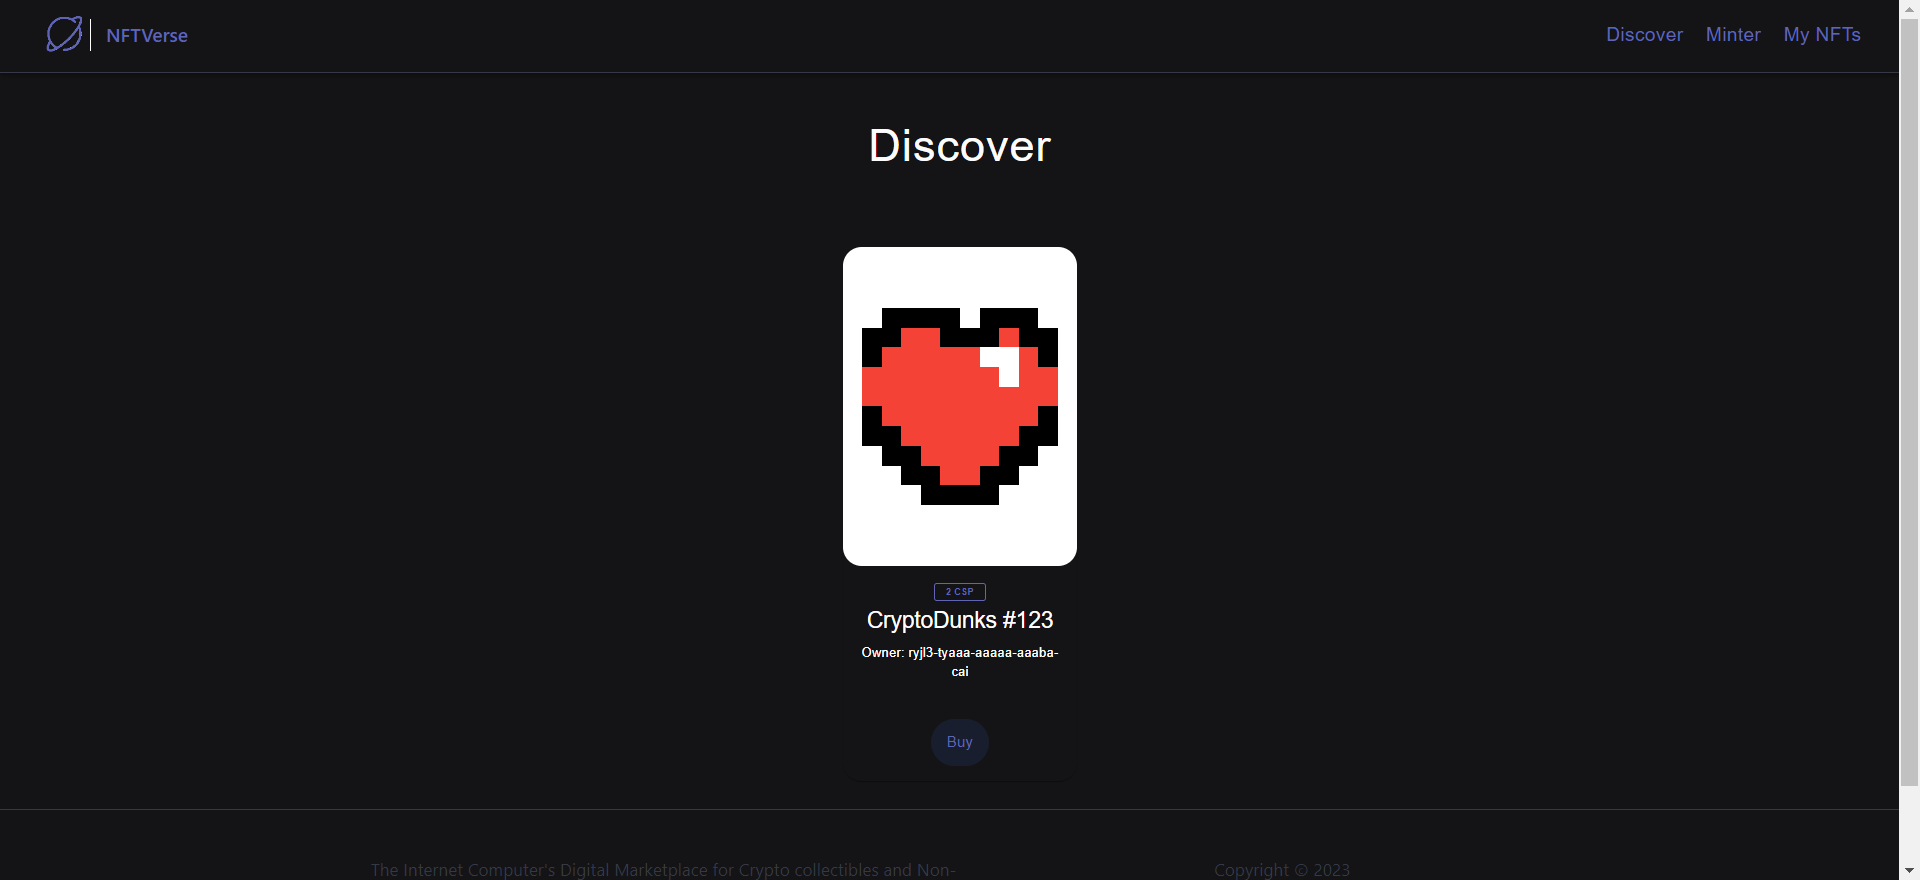 NFTVerse
Discover Minter My NFTs
Discover
2 CSP
CryptoDunks #123
Owner: ryjl3-tyaaa-aaaaa-aaaba-
cai
Buy
The Internet Computer's Digital Marketplace for Crypto collectibles and Non-
Copyright © 2023